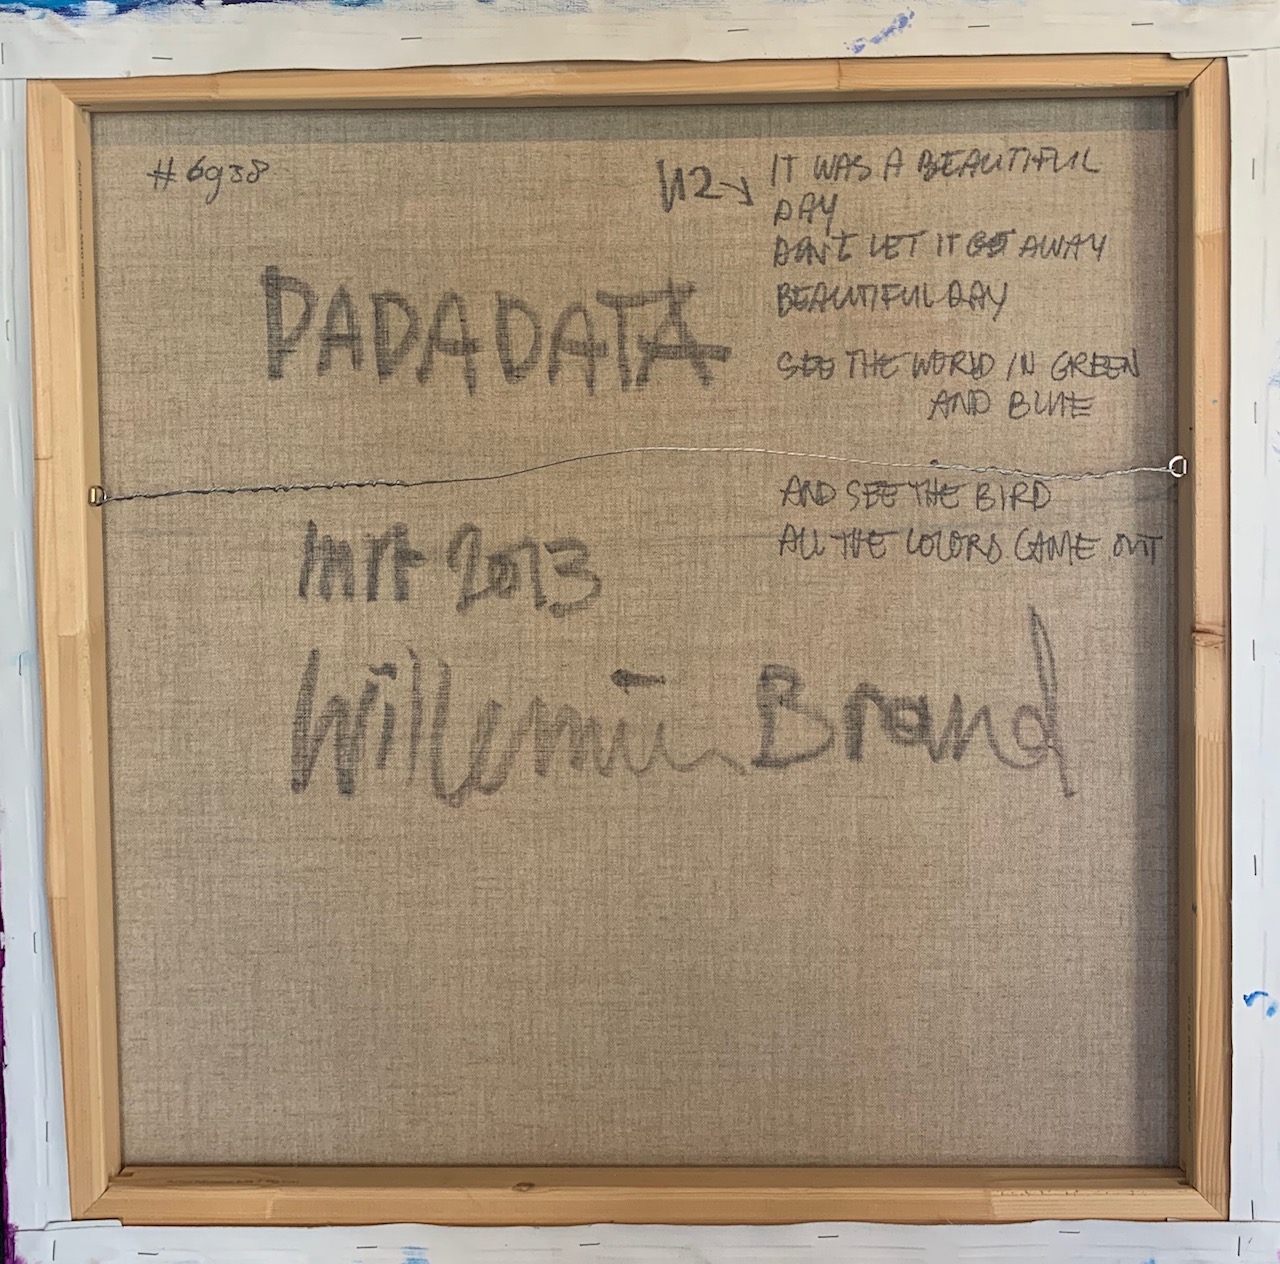 #6938
U2→
IT WAS A BEAUTIFUL
DAY
DON'T LET IT GET AWAY
BEAUTIFUL DAY
SEE THE WORLD IN GREEN
AND BLUE
AND SEE THE BIRD
ALL THE COLORS CAME OUT
DADADATA
2013
Willemien Brand